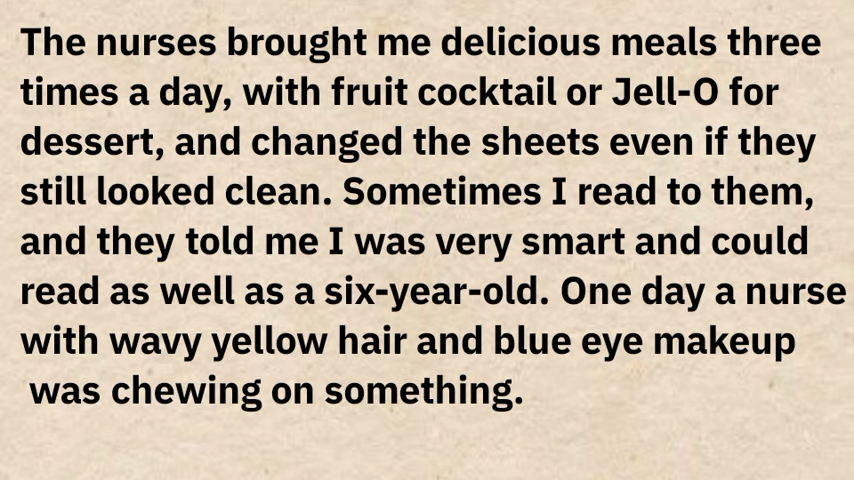 The nurses brought me delicious meals three
times a day, with fruit cocktail or Jell-O for
dessert, and changed the sheets even if they
still looked clean. Sometimes I read to them,
and they told me I was very smart and could
read as well as a six-year-old. One day a nurse
with wavy yellow hair and blue eye makeup
was chewing on something.